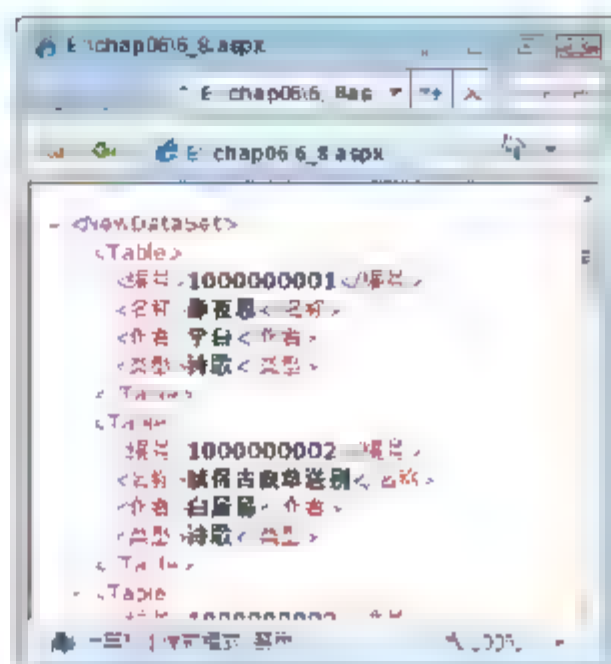 E:\chap06\6_8.aspx
E:\chap06\6_
E:\chap06\6_8.aspx
- <NewDataSet>
<Table>
<编号>1000000001</编号>
<名称>静夜思</名称>
<作者>李白</作者>
<类型>诗歌</类型>
</Table>
<Table>
<编号>1000000002</编号>
<名称>赋得古原草送别</名称>
<作者>白居易</作者>
<类型>诗歌</类型>
</Table>
- <Table>